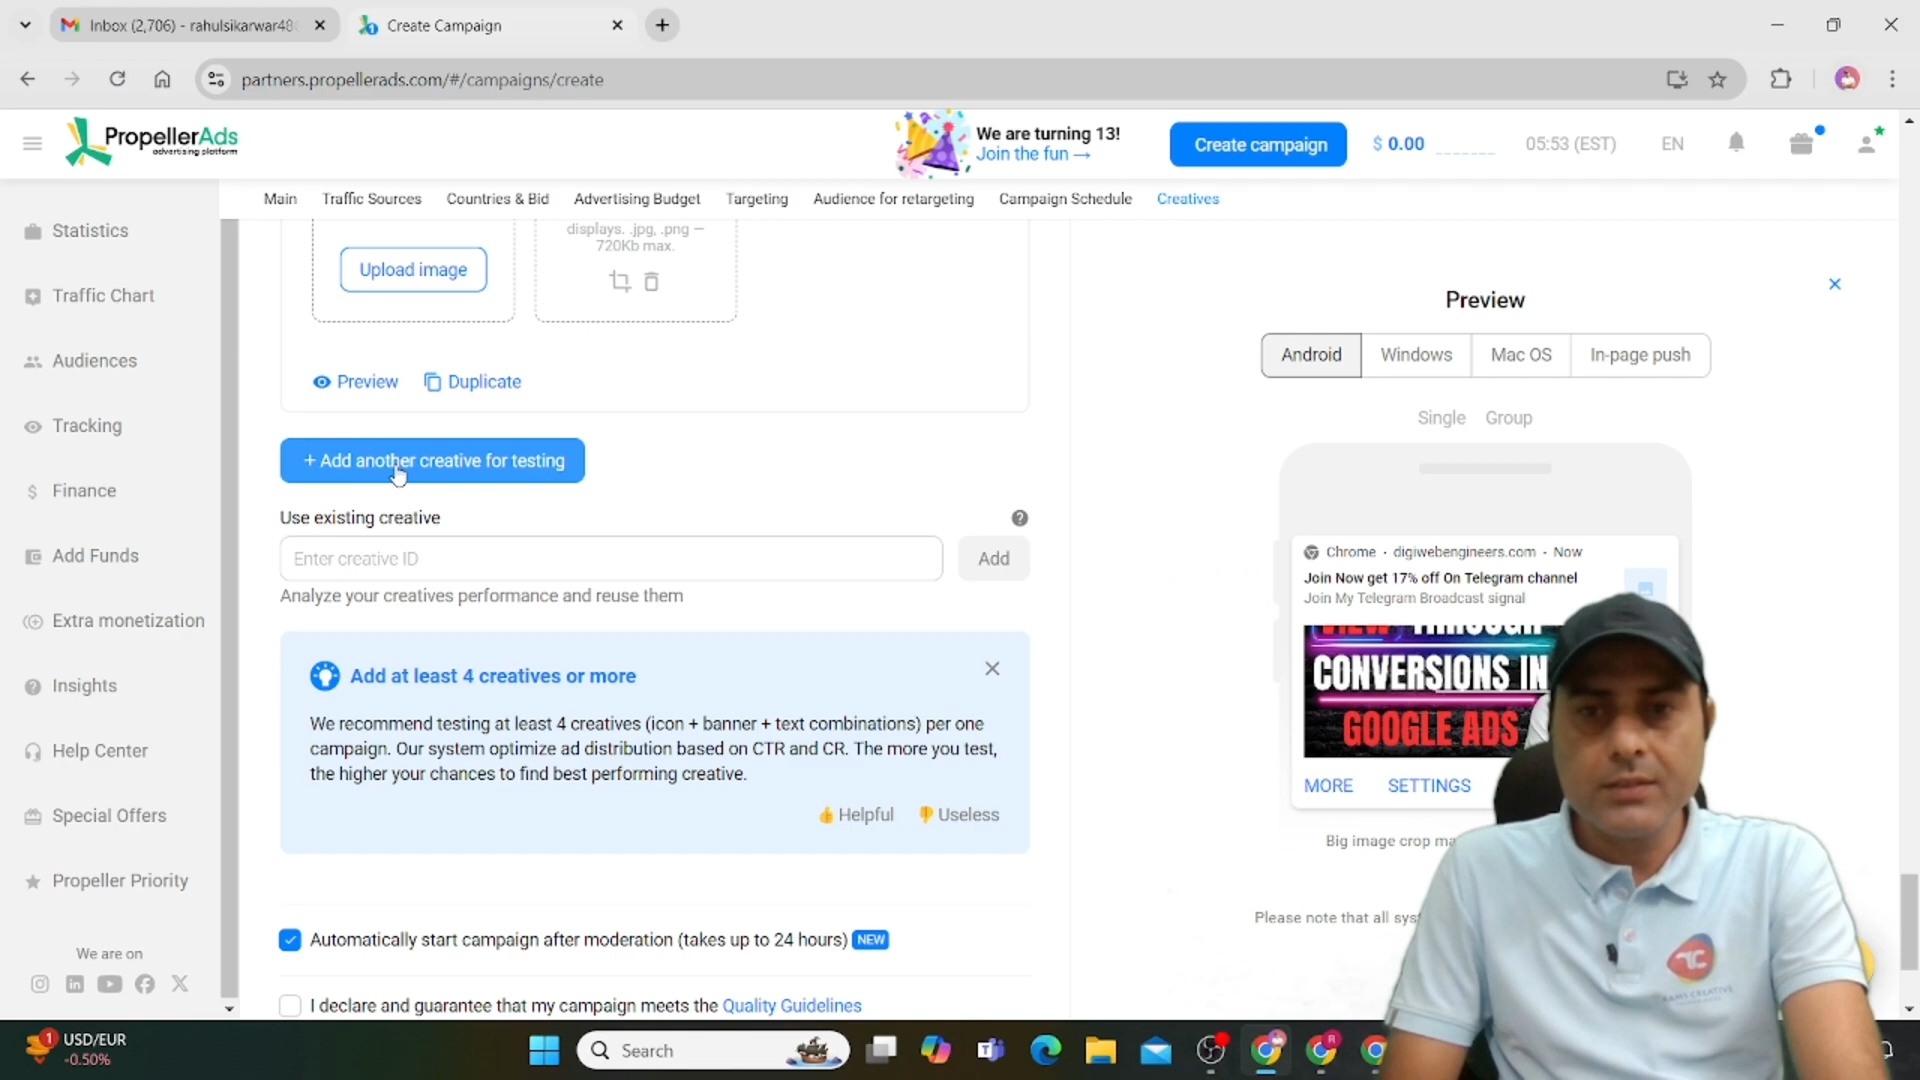 Inbox (2,706) - rahulsikarwar48
Create Campaign
partners.propellerads.com/#/campaigns/create
PropellerAds
advertising platform
We are turning 13!
Join the fun →
Create campaign
$ 0.00
05:53 (EST)
EN
Main
Traffic Sources
Countries & Bid
Advertising Budget
Targeting
Audience for retargeting
Campaign Schedule
Creatives
Statistics
Traffic Chart
Audiences
Tracking
Finance
Add Funds
Extra monetization
Insights
Help Center
Special Offers
Propeller Priority
We are on
displays. .jpg, .png —
720Kb max.
Upload image
Preview
Duplicate
+ Add another creative for testing
Use existing creative
Enter creative ID
Add
Analyze your creatives performance and reuse them
Add at least 4 creatives or more
We recommend testing at least 4 creatives (icon + banner + text combinations) per one
campaign. Our system optimize ad distribution based on CTR and CR. The more you test,
the higher your chances to find best performing creative.
Helpful
Useless
Automatically start campaign after moderation (takes up to 24 hours) NEW
I declare and guarantee that my campaign meets the Quality Guidelines
Preview
Android
Windows
Mac OS
In-page push
Single
Group
Chrome · digiwebengineers.com · Now
Join Now get 17% off On Telegram channel
Join My Telegram Broadcast signal
VIEW THROUGH
CONVERSIONS IN
GOOGLE ADS
MORE
SETTINGS
Big image crop
Please note that all
USD/EUR
-0.50%
Search